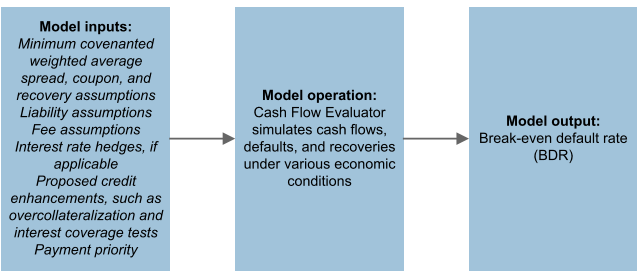 Model inputs:
Minimum covenanted
weighted average
spread, coupon, and
recovery assumptions
Liability assumptions
Fee assumptions
Interest rate hedges, if
applicable
Proposed credit
enhancements, such as
overcollateralization and
interest coverage tests
Payment priority
Model operation:
Cash Flow Evaluator
simulates cash flows,
defaults, and recoveries
under various economic
conditions
Model output:
Break-even default rate
(BDR)